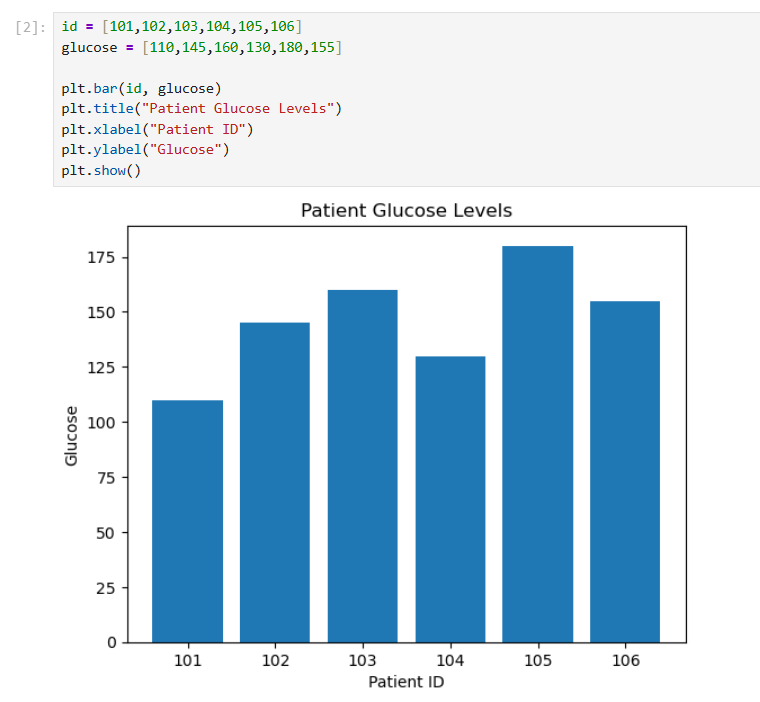 [2]: id = [101,102,103,104,105,106]
glucose = [110,145,160,130,180,155]
plt.bar(id, glucose)
plt.title("Patient Glucose Levels")
plt.xlabel("Patient ID")
plt.ylabel("Glucose")
plt.show()
Patient Glucose Levels
175
150
125
100
75
50
25
0
Glucose
101 102 103 104 105 106
Patient ID